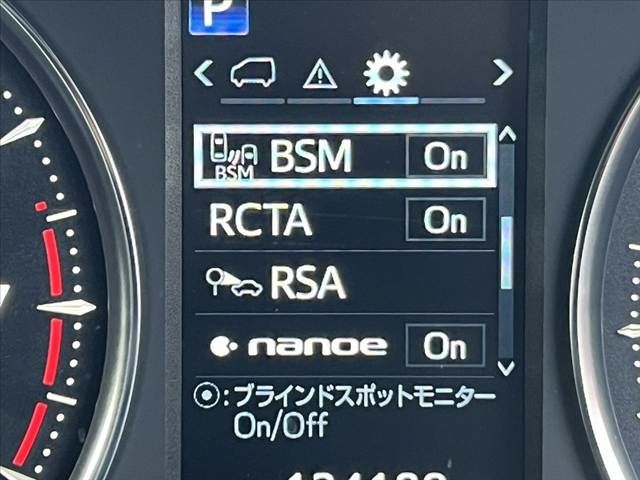 P
BSM BSM On
RCTA On
RSA
nanoe On
⦿:ブラインドスポットモニター
On/Off